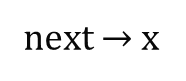 next → x